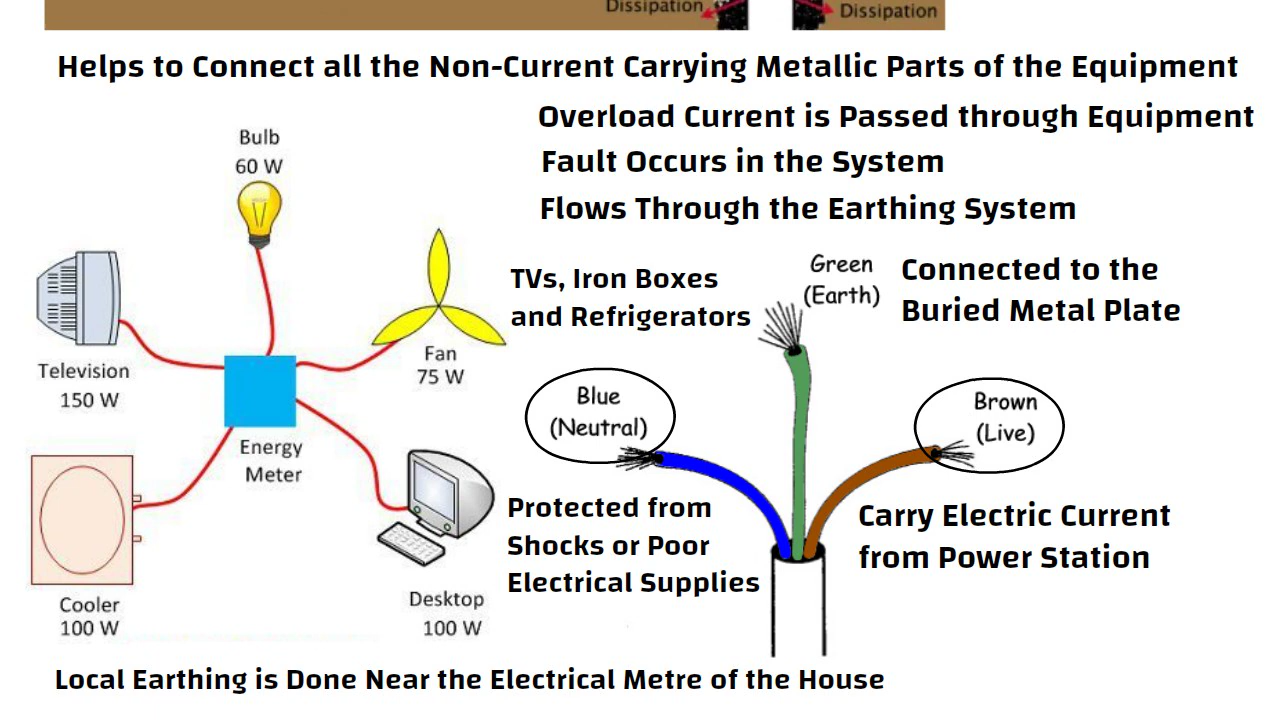 Dissipation
Dissipation
Helps to Connect all the Non-Current Carrying Metallic Parts of the Equipment
Overload Current is Passed through Equipment
Fault Occurs in the System
Flows Through the Earthing System
Bulb
60 W
Television
150 W
Fan
75 W
Energy
Meter
Cooler
100 W
Desktop
100 W
TVs, Iron Boxes
and Refrigerators
Green
(Earth)
Connected to the
Buried Metal Plate
Blue
(Neutral)
Brown
(Live)
Protected from
Shocks or Poor
Electrical Supplies
Carry Electric Current
from Power Station
Local Earthing is Done Near the Electrical Metre of the House